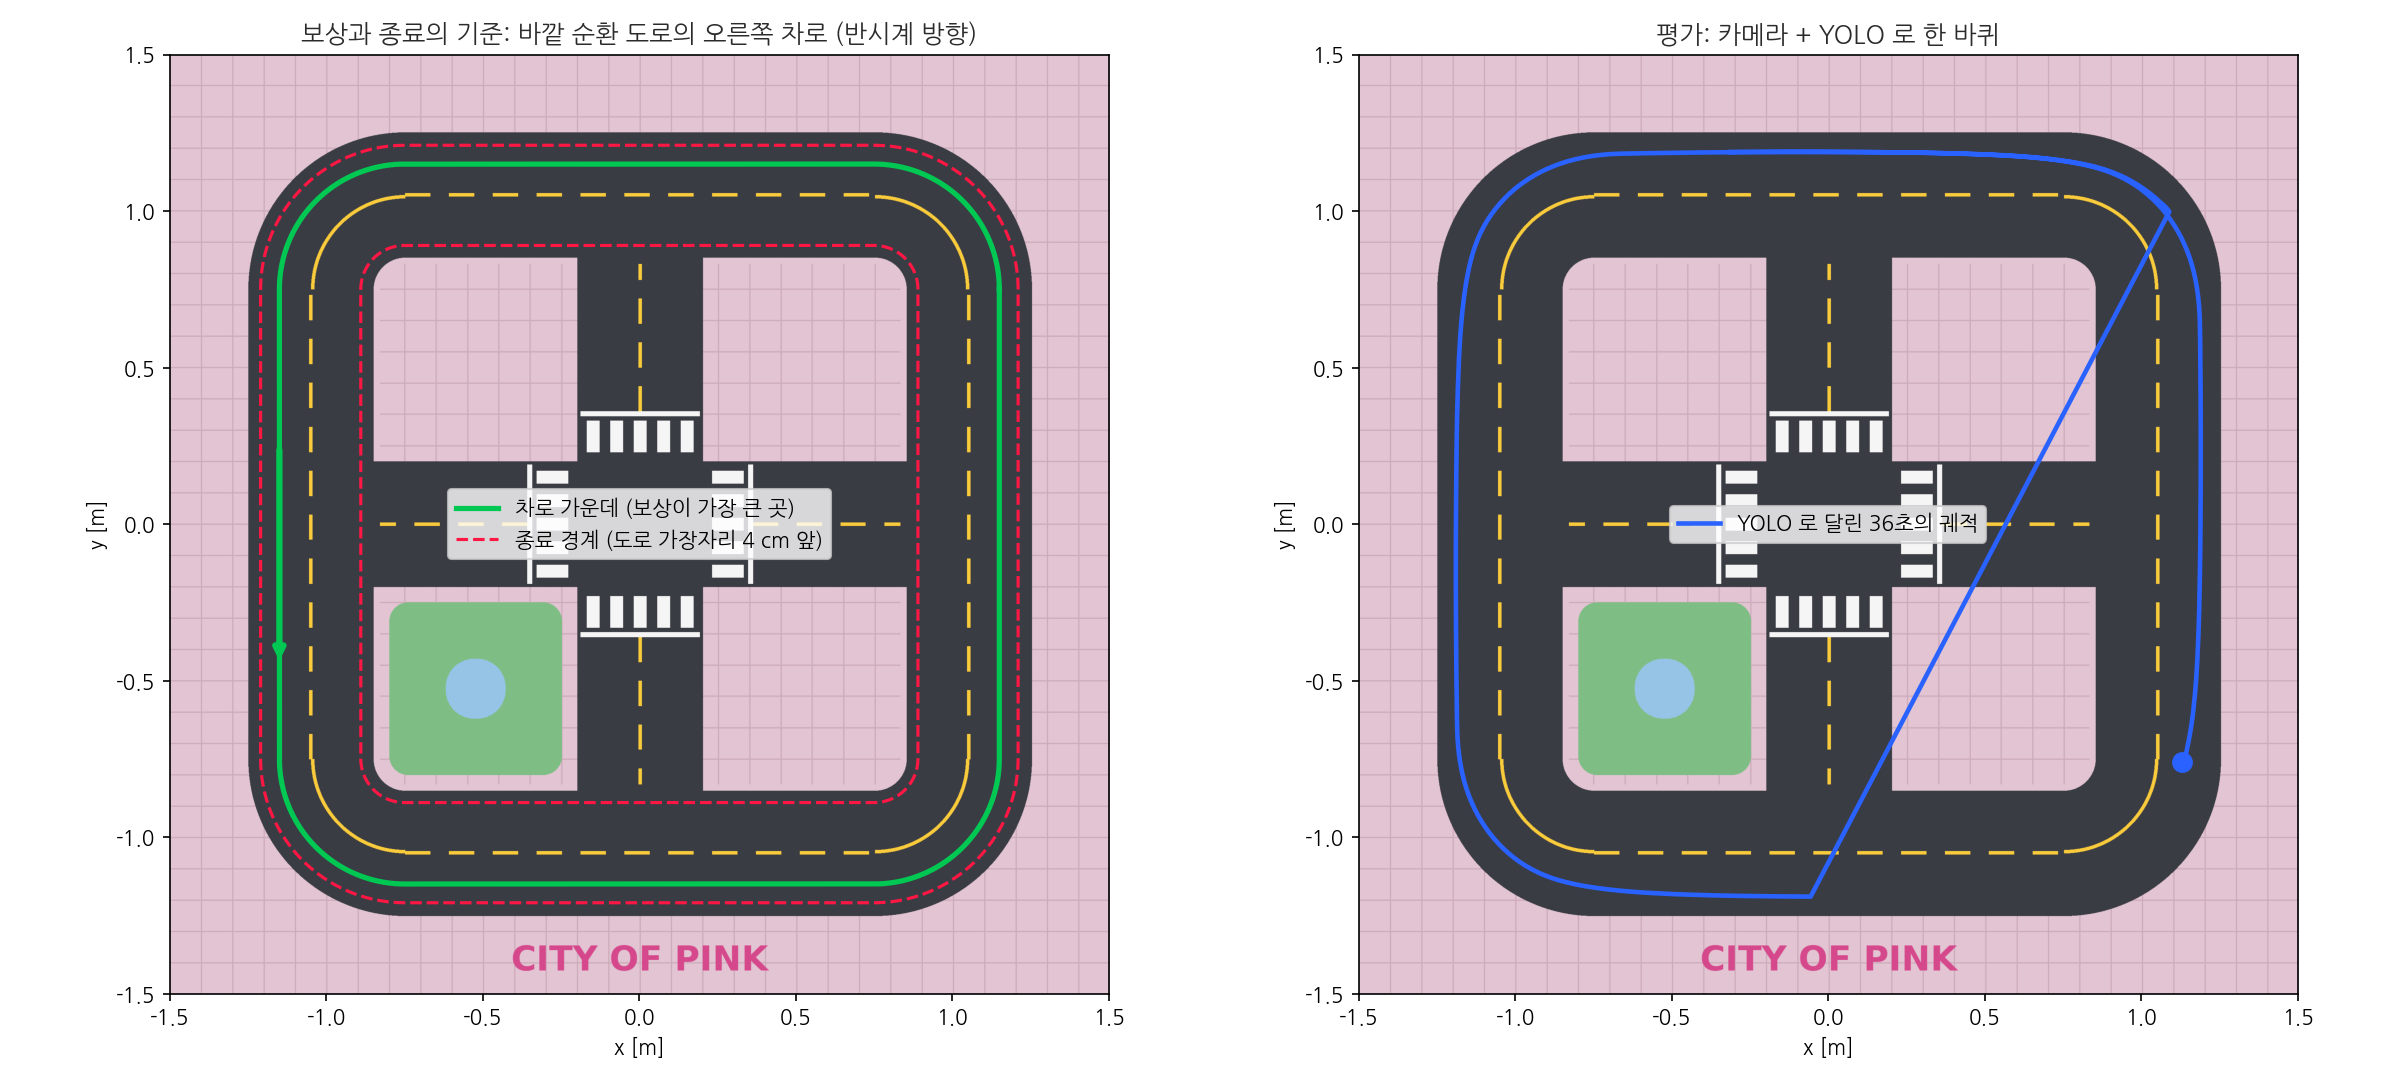 보상과 종료의 기준: 바깥 순환 도로의 오른쪽 차로 (반시계 방향)
1.5
1.0
0.5
0.0
-0.5
-1.0
-1.5
y [m]
차로 가운데 (보상이 가장 큰 곳)
종료 경계 (도로 가장자리 4 cm 앞)
CITY OF PINK
-1.5 -1.0 -0.5 0.0 0.5 1.0 1.5
x [m]
평가: 카메라 + YOLO 로 한 바퀴
1.5
1.0
0.5
0.0
-0.5
-1.0
-1.5
y [m]
YOLO 로 달린 36초의 궤적
CITY OF PINK
-1.5 -1.0 -0.5 0.0 0.5 1.0 1.5
x [m]